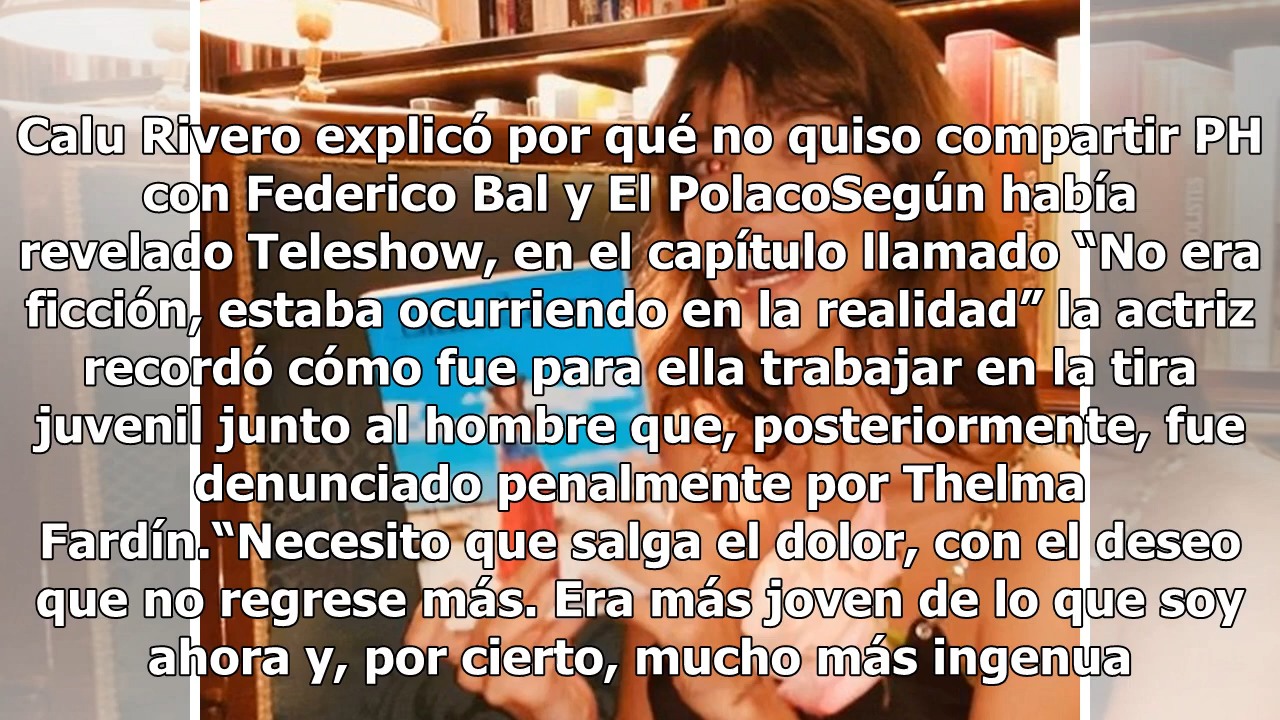 Calu Rivero explicó por qué no quiso compartir PH
con Federico Bal y El PolacoSegún había
revelado Teleshow, en el capítulo llamado “No era
ficción, estaba ocurriendo en la realidad” la actriz
recordó cómo fue para ella trabajar en la tira
juvenil junto al hombre que, posteriormente, fue
denunciado penalmente por Thelma
Fardín.“Necesito que salga el dolor, con el deseo
que no regrese más. Era más joven de lo que soy
ahora y, por cierto, mucho más ingenua